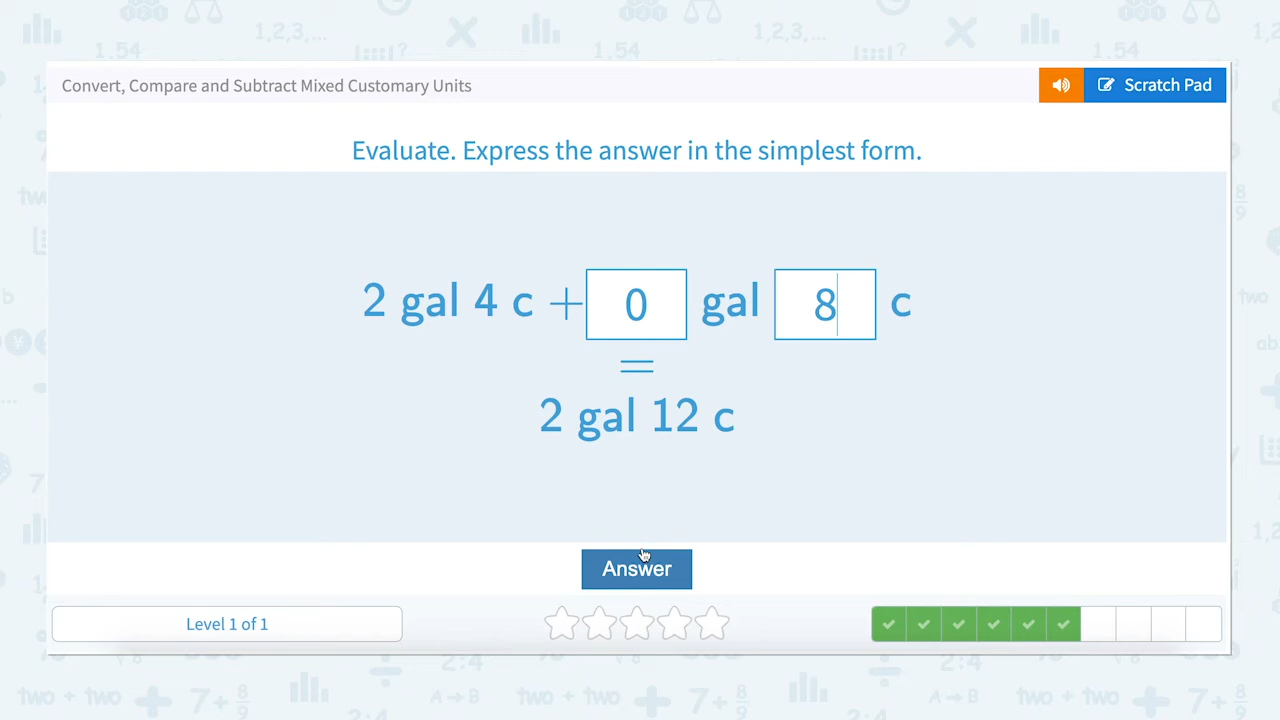 Convert, Compare and Subtract Mixed Customary Units
Scratch Pad
Evaluate. Express the answer in the simplest form.
2 gal 4 c + 0 gal 8 c
=
2 gal 12 c
Answer
Level 1 of 1